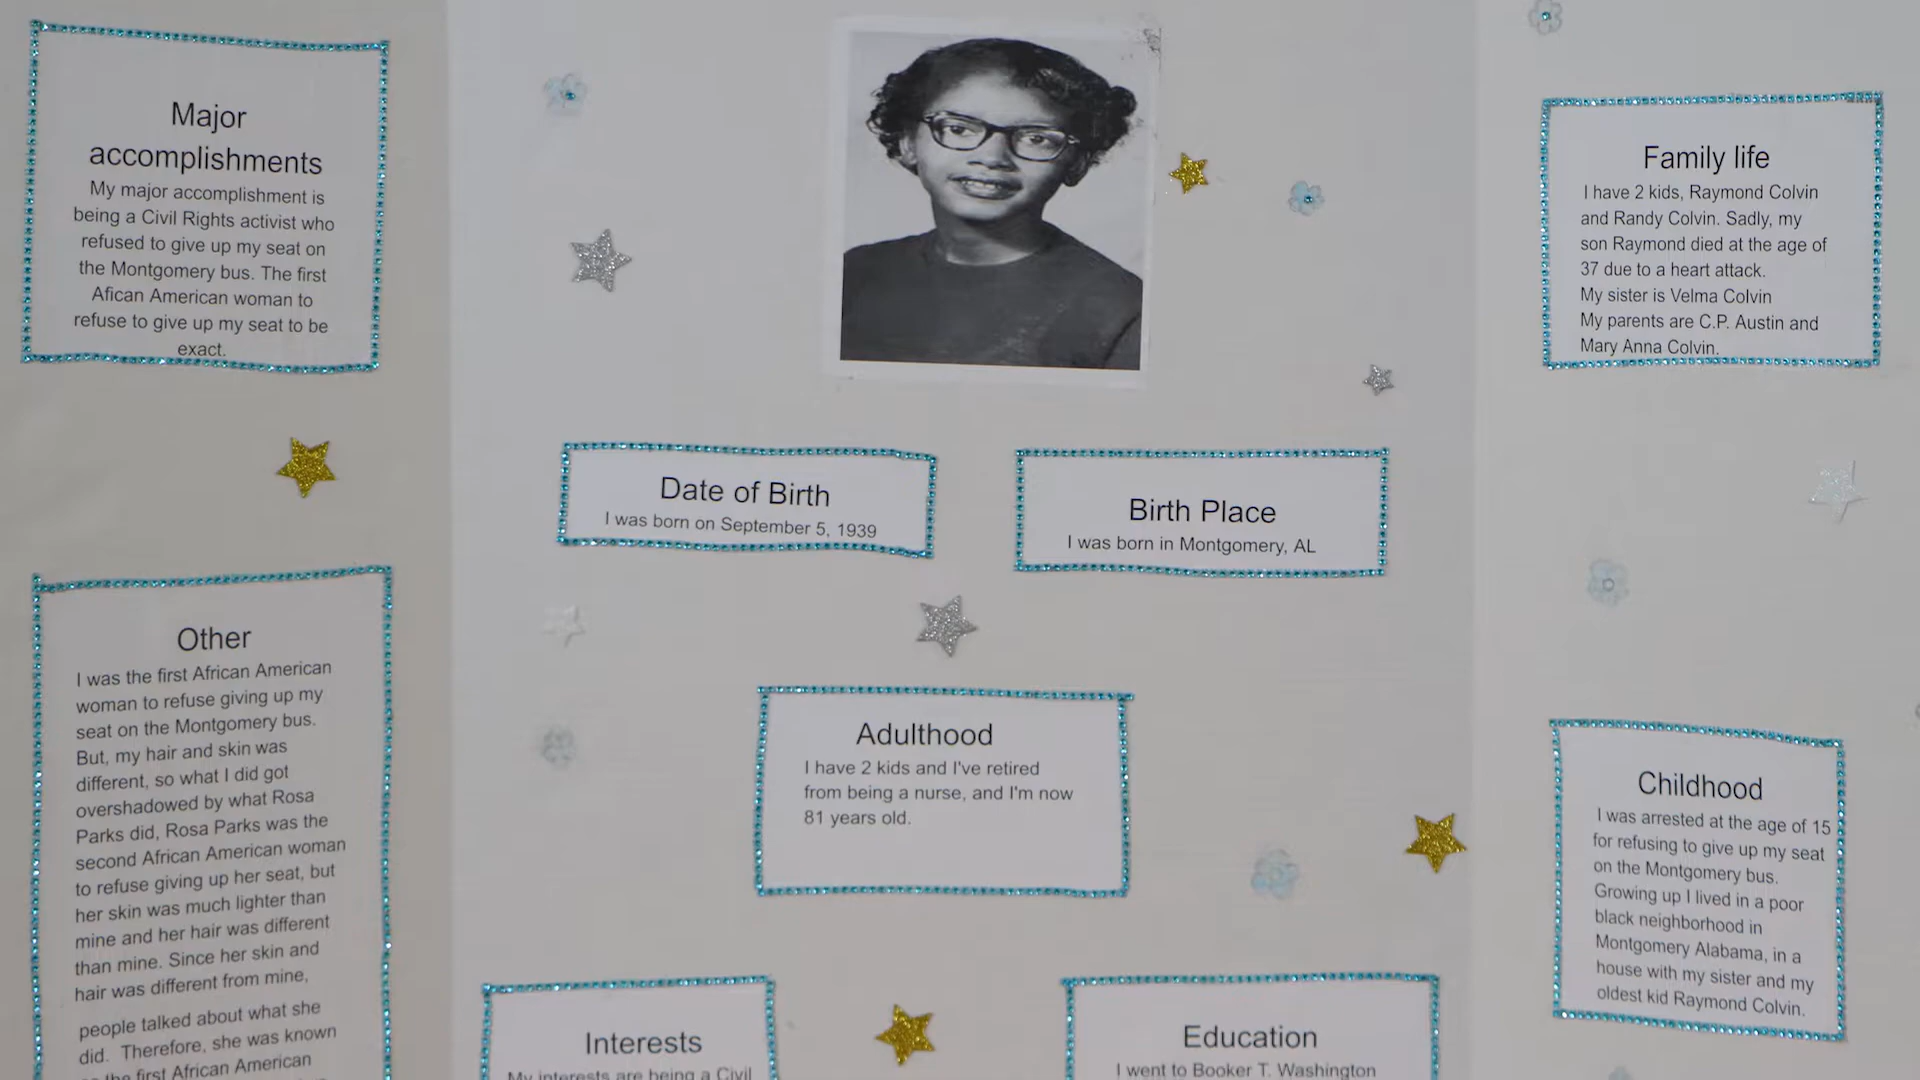 Major
accomplishments
My major accomplishment is
being a Civil Rights activist who
refused to give up my seat on
the Montgomery bus. The first
Afican American woman to
refuse to give up my seat to be
exact.
Other
I was the first African American
woman to refuse giving up my
seat on the Montgomery bus.
But, my hair and skin was
different, so what I did got
overshadowed by what Rosa
Parks did, Rosa Parks was the
second African American woman
to refuse giving up her seat, but
her skin was much lighter than
mine and her hair was different
than mine. Since her skin and
hair was different from mine,
people talked about what she
did. Therefore, she was known
the first African American
Date of Birth
I was born on September 5, 1939
Birth Place
I was born in Montgomery, AL
Adulthood
I have 2 kids and I've retired
from being a nurse, and I'm now
81 years old.
Interests
My interests are being a Civil
Education
I went to Booker T. Washington
Family life
I have 2 kids, Raymond Colvin
and Randy Colvin. Sadly, my
son Raymond died at the age of
37 due to a heart attack.
My sister is Velma Colvin
My parents are C.P. Austin and
Mary Anna Colvin.
Childhood
I was arrested at the age of 15
for refusing to give up my seat
on the Montgomery bus.
Growing up I lived in a poor
black neighborhood in
Montgomery Alabama, in a
house with my sister and my
oldest kid Raymond Colvin.